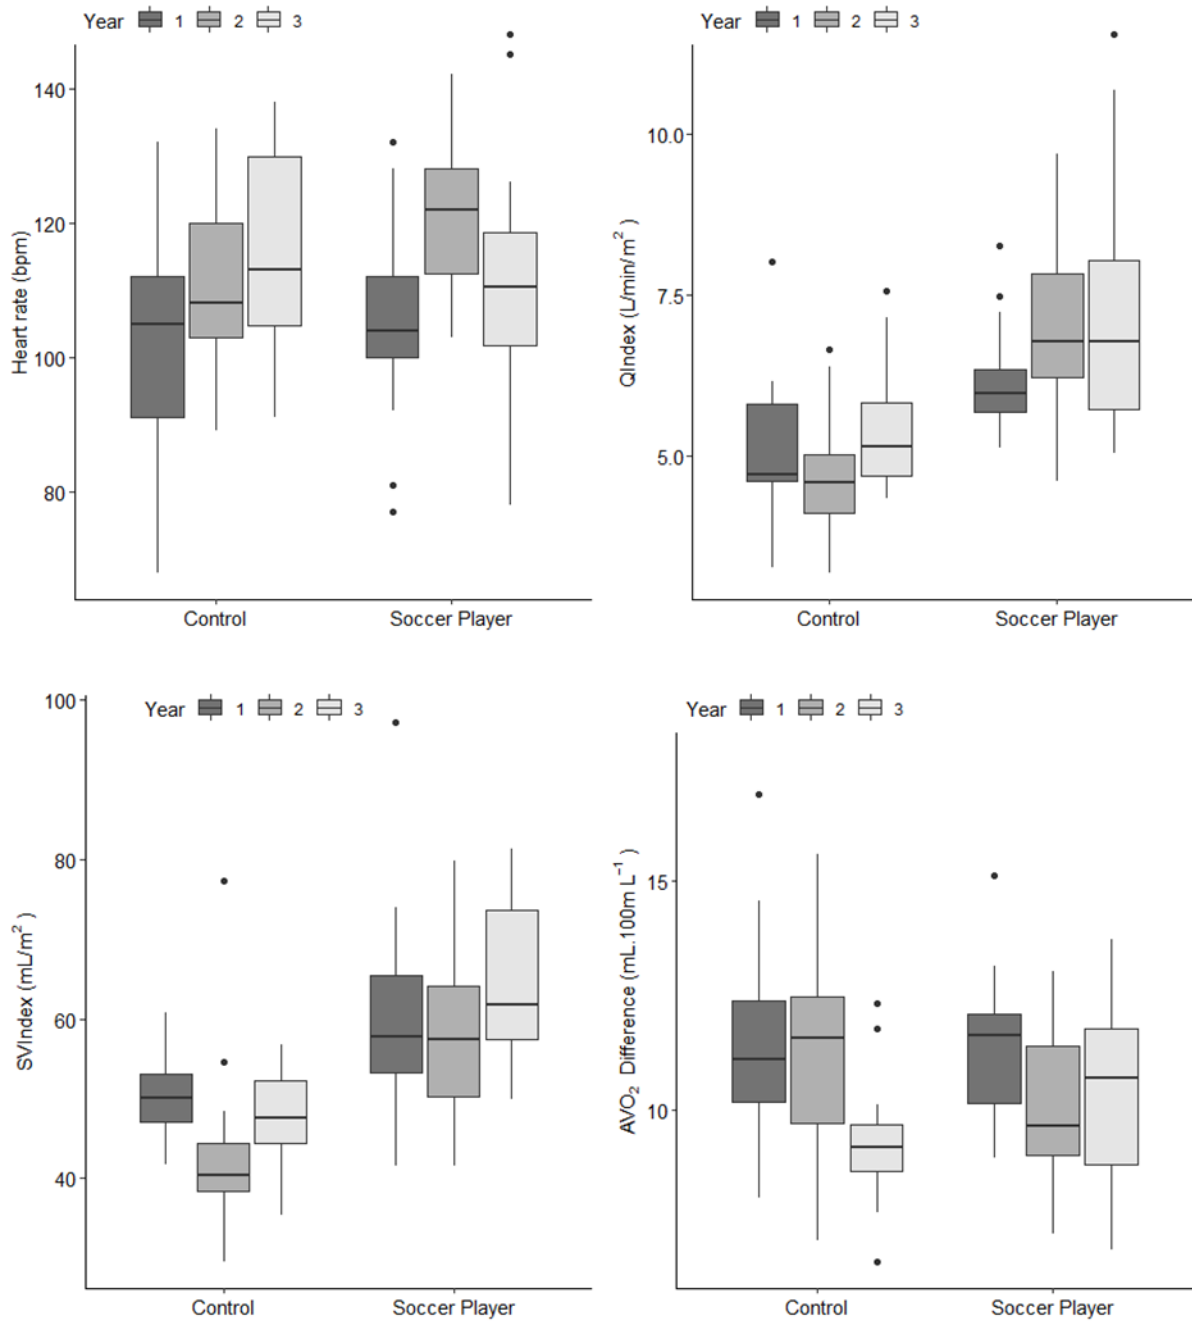 Year 1 2 3
Heart rate (bpm)
140
120
100
80
Control Soccer Player
Year 1 2 3
QIndex (L/min/m²)
10.0
7.5
5.0
Control Soccer Player
Year 1 2 3
SVIndex (mL/m²)
100
80
60
40
Control Soccer Player
Year 1 2 3
AVO₂ Difference (mL.100m L⁻¹)
15
10
Control Soccer Player